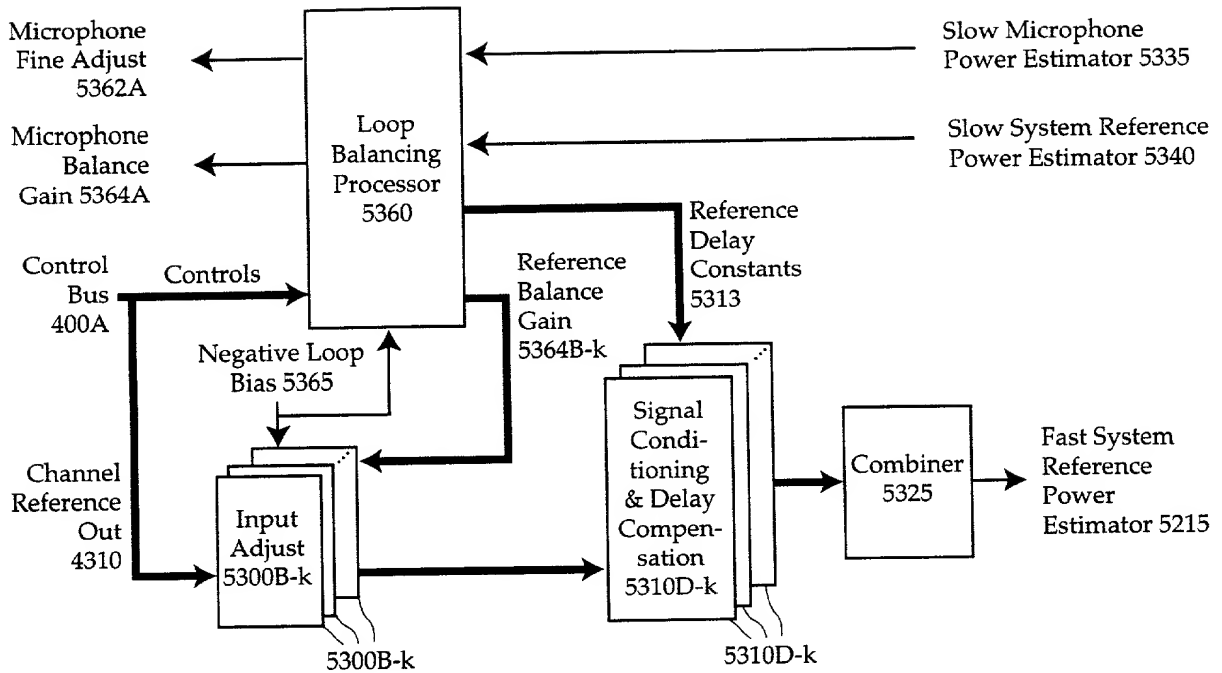 Microphone
Fine Adjust
5362A
Microphone
Balance
Gain 5364A
Control
Bus
400A
Controls
Channel
Reference
Out
4310
Loop
Balancing
Processor
5360
Slow Microphone
Power Estimator 5335
Slow System Reference
Power Estimator 5340
Reference
Delay
Constants
5313
Reference
Balance
Gain
5364B-k
Negative Loop
Bias 5365
Input
Adjust
5300B-k
5300B-k
Signal
Condi-
tioning
& Delay
Compen-
sation
5310D-k
5310D-k
Combiner
5325
Fast System
Reference
Power
Estimator 5215